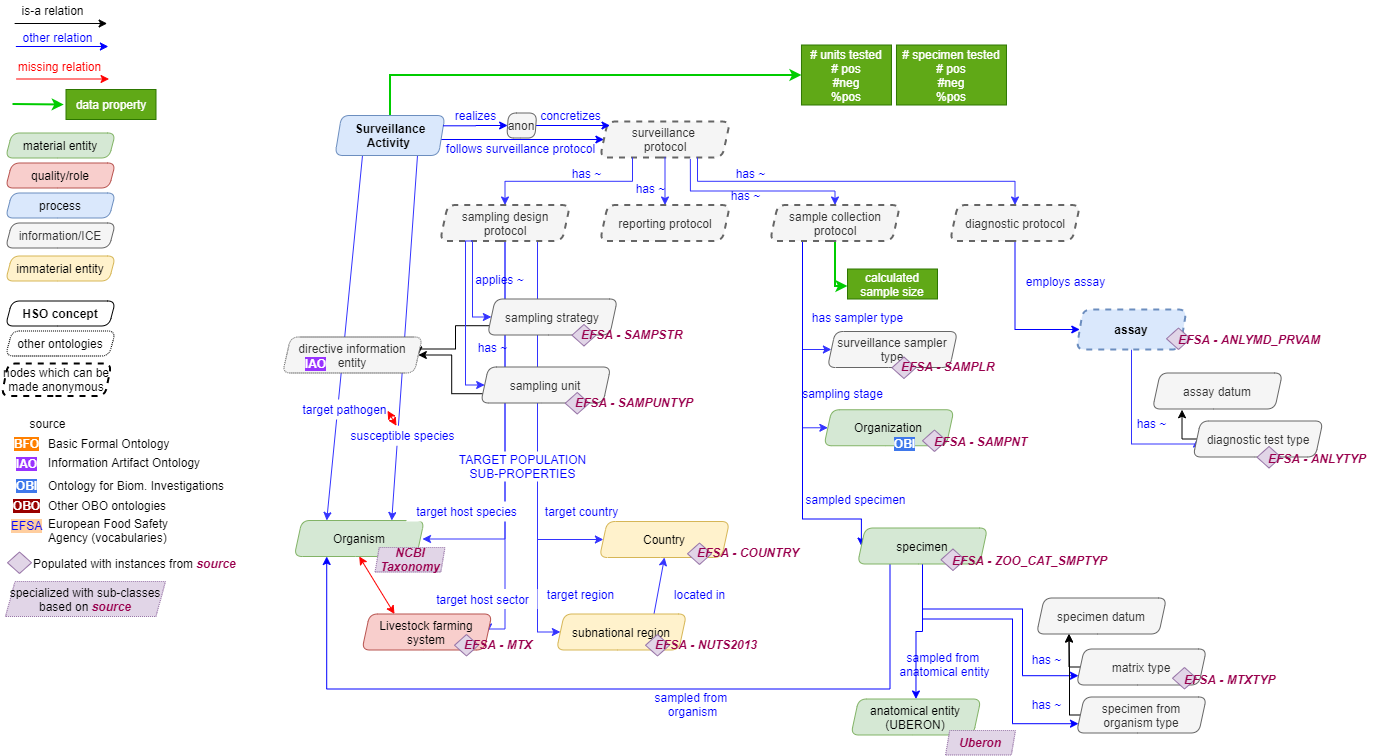 is-a relation
other relation
missing relation
data property
material entity
quality/role
process
information/ICE
immaterial entity
HSO concept
other ontologies
nodes which can be
made anonymous
source
BFO Basic Formal Ontology
IAO Information Artifact Ontology
OBI Ontology for Biom. Investigations
OBO Other OBO ontologies
EFSA European Food Safety
Agency (vocabularies)
Populated with instances from source
specialized with sub-classes
based on source
# units tested
# pos
#neg
%pos
# specimen tested
# pos
#neg
%pos
Surveillance
Activity
realizes
anon
concretizes
follows surveillance protocol
surveillance
protocol
has ~
has ~
has ~
has ~
sampling design
protocol
reporting protocol
sample collection
protocol
diagnostic protocol
applies ~
calculated
sample size
employs assay
sampling strategy
EFSA - SAMPSTR
has ~
directive information
IAO entity
sampling unit
EFSA - SAMPUNTYP
has sampler type
surveillance sampler
type
EFSA - SAMPLR
assay
EFSA - ANLYMD_PRVAM
sampling stage
Organization
OBI
EFSA - SAMPNT
assay datum
has ~
diagnostic test type
EFSA - ANLYTYP
target pathogen
susceptible species
TARGET POPULATION
SUB-PROPERTIES
sampled specimen
target host species
target country
Organism
NCBI
Taxonomy
Country
EFSA - COUNTRY
specimen
EFSA - ZOO_CAT_SMPTYP
target host sector
target region
located in
Livestock farming
system
EFSA - MTX
subnational region
EFSA - NUTS2013
specimen datum
sampled from
anatomical entity
has ~
matrix type
EFSA - MTXTYP
sampled from
organism
anatomical entity
(UBERON)
Uberon
has ~
specimen from
organism type